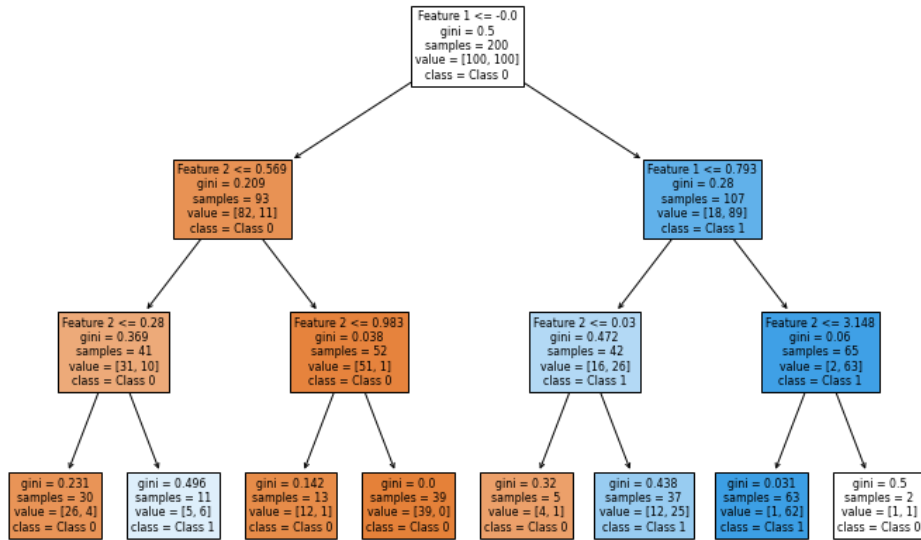 Feature 1 <= -0.0
gini = 0.5
samples = 200
value = [100, 100]
class = Class 0
Feature 2 <= 0.569
gini = 0.209
samples = 93
value = [82, 11]
class = Class 0
Feature 1 <= 0.793
gini = 0.28
samples = 107
value = [18, 89]
class = Class 1
Feature 2 <= 0.28
gini = 0.369
samples = 41
value = [31, 10]
class = Class 0
Feature 2 <= 0.983
gini = 0.038
samples = 52
value = [51, 1]
class = Class 0
Feature 2 <= 0.03
gini = 0.472
samples = 42
value = [16, 26]
class = Class 1
Feature 2 <= 3.148
gini = 0.06
samples = 65
value = [2, 63]
class = Class 1
gini = 0.231
samples = 30
value = [26, 4]
class = Class 0
gini = 0.496
samples = 11
value = [5, 6]
class = Class 1
gini = 0.142
samples = 13
value = [12, 1]
class = Class 0
gini = 0.0
samples = 39
value = [39, 0]
class = Class 0
gini = 0.32
samples = 5
value = [4, 1]
class = Class 0
gini = 0.438
samples = 37
value = [12, 25]
class = Class 1
gini = 0.031
samples = 63
value = [1, 62]
class = Class 1
gini = 0.5
samples = 2
value = [1, 1]
class = Class 0